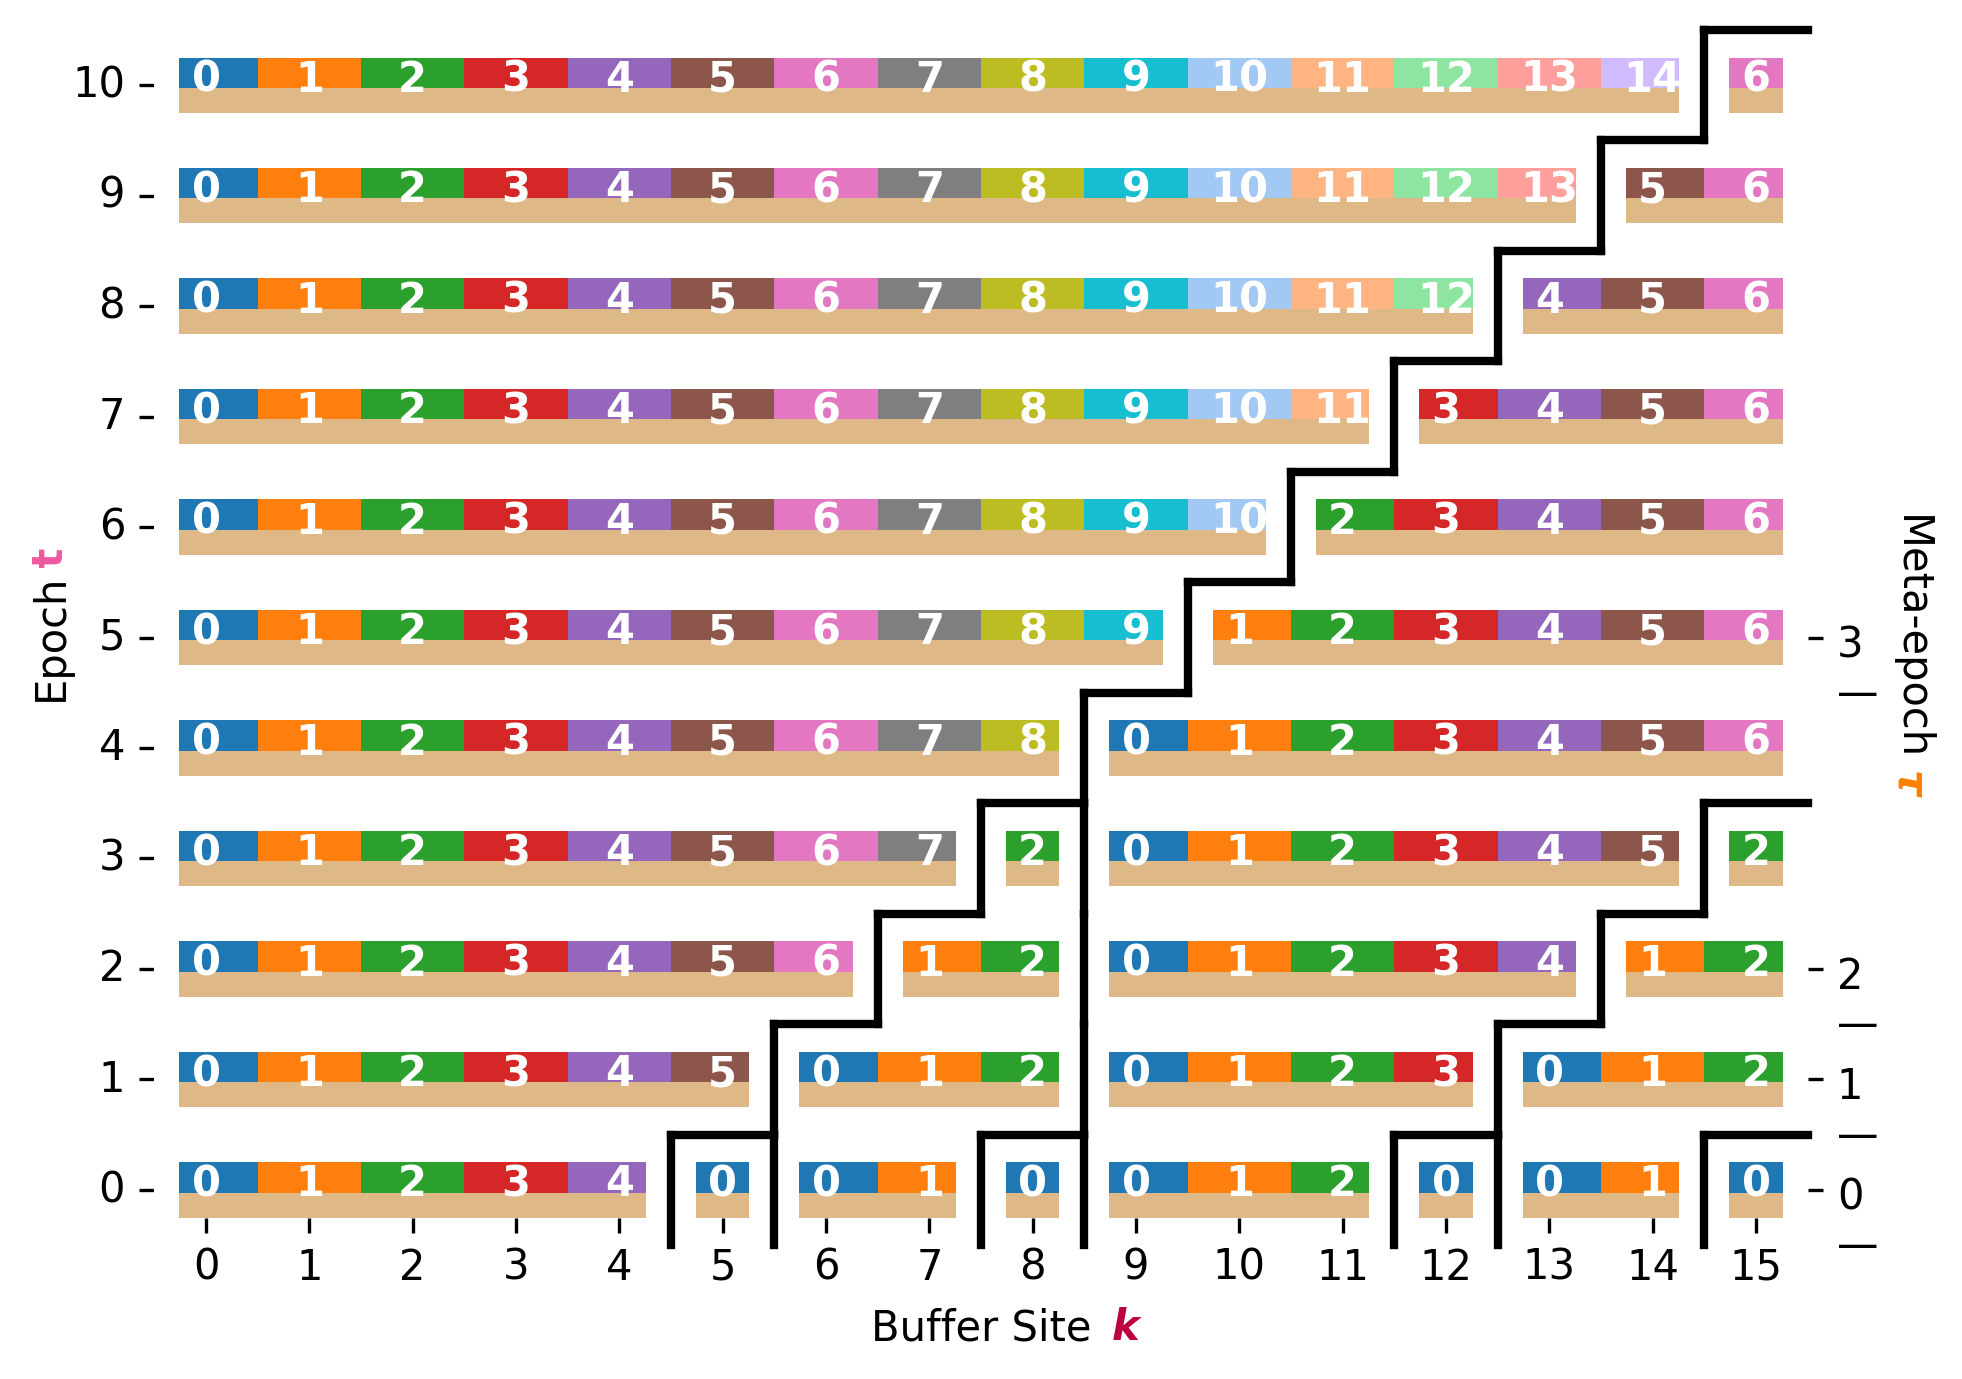 10 0 1 2 3 4 5 6 7 8 9 10 11 12 13 14 6
9 0 1 2 3 4 5 6 7 8 9 10 11 12 13 5 6
8 0 1 2 3 4 5 6 7 8 9 10 11 12 4 5 6
7 0 1 2 3 4 5 6 7 8 9 10 11 3 4 5 6
6 0 1 2 3 4 5 6 7 8 9 10 2 3 4 5 6
5 0 1 2 3 4 5 6 7 8 9 1 2 3 4 5 6 3
4 0 1 2 3 4 5 6 7 8 0 1 2 3 4 5 6
3 0 1 2 3 4 5 6 7 2 0 1 2 3 4 5 2
2 0 1 2 3 4 5 6 1 2 0 1 2 3 4 1 2 2
1 0 1 2 3 4 5 0 1 2 0 1 2 3 0 1 2 1
0 0 1 2 3 4 0 0 1 0 0 1 2 0 0 1 0 0
0 1 2 3 4 5 6 7 8 9 10 11 12 13 14 15
Buffer Site k
Epoch t
Meta-epoch τ